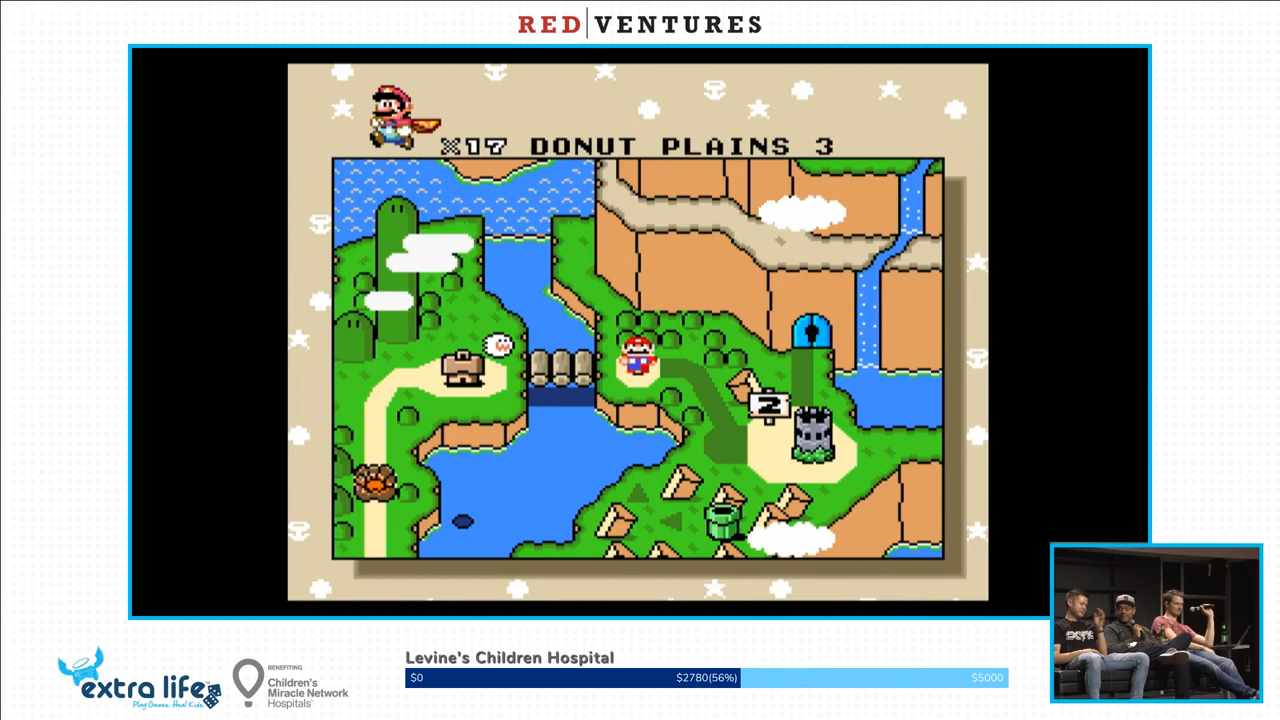 RED VENTURES
x17 DONUT PLAINS 3
2
Levine's Children Hospital
$0 $2780(56%) $5000
extra life
Play Games. Heal Kids.
BENEFITING
Children's
Miracle Network
Hospitals